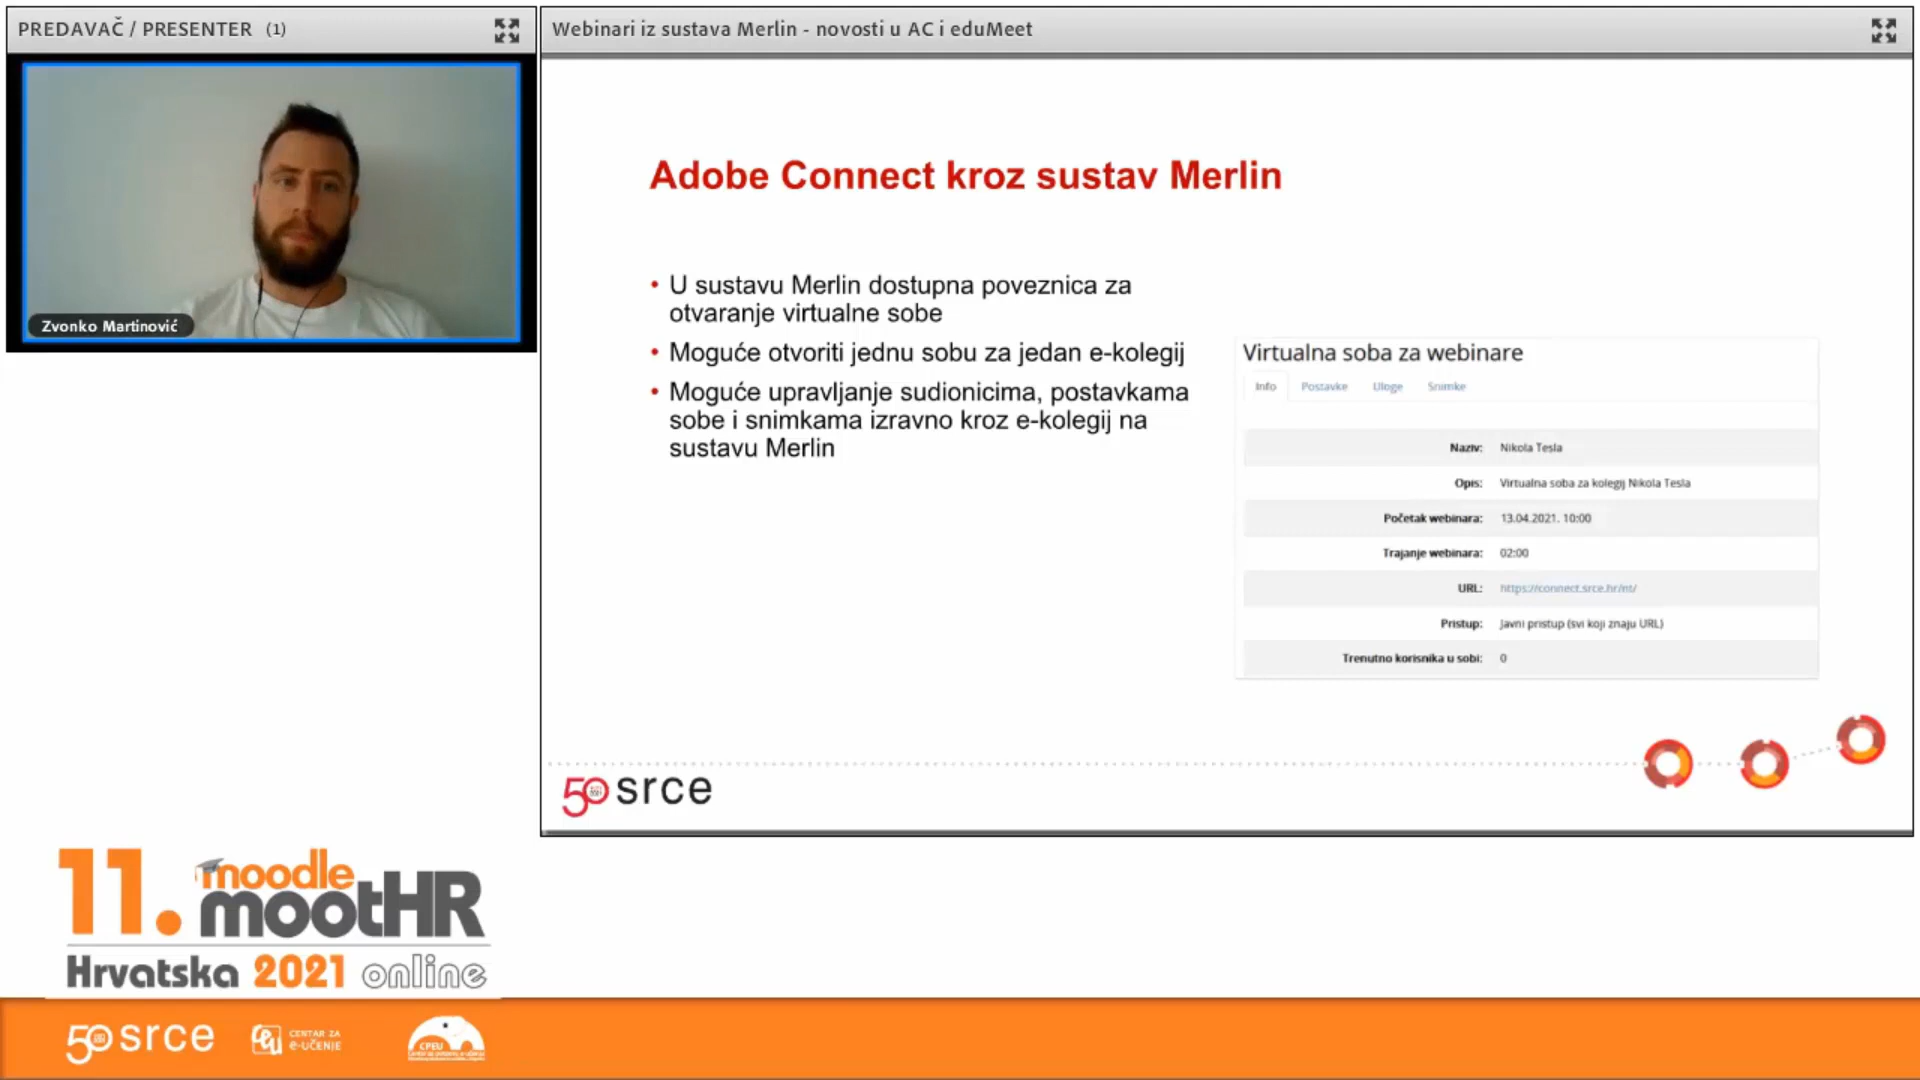 PREDAVAČ / PRESENTER (1)
Zvonko Martinović
Webinari iz sustava Merlin - novosti u AC i eduMeet
Adobe Connect kroz sustav Merlin
• U sustavu Merlin dostupna poveznica za
otvaranje virtualne sobe
• Moguće otvoriti jednu sobu za jedan e-kolegij
• Moguće upravljanje sudionicima, postavkama
sobe i snimkama izravno kroz e-kolegij na
sustavu Merlin
Virtualna soba za webinare
Info Postavke Uloge Snimke
Naziv: Nikola Tesla
Opis: Virtualna soba za kolegij Nikola Tesla
Početak webinara: 13.04.2021. 10:00
Trajanje webinara: 02:00
URL: https://connect.srce.hr/nt/
Pristup: Javni pristup (svi koji znaju URL)
Trenutno korisnika u sobi: 0
50 srce
11. moodle
mootHR
Hrvatska 2021 online
50 srce
CENTAR ZA
e-UČENJE
CPEU